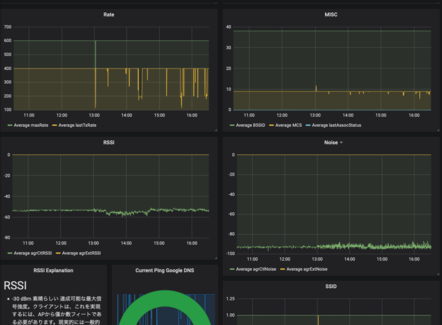 Rate
700
600
500
400
300
200
100
11:00
12:00
13:00
14:00
15:00
16:00
Average maxRate
Average lastTxRate
MISC
40
30
20
10
0
11:00
12:00
13:00
14:00
15:00
16:00
Average BSSID
Average MCS
Average lastAssocStatus
RSSI
0
-20
-40
-60
-80
11:00
12:00
13:00
14:00
15:00
16:00
Average agrCtlRSSI
Average agrExtRSSI
Noise
0
-20
-40
-60
-80
-100
11:00
12:00
13:00
14:00
15:00
16:00
Average agrCtlNoise
Average agrExtNoise
RSSI Explanation
RSSI
-30 dBm 素晴らしい 達成可能な最大信
号強度。クライアントは、これを実現
するには、APから僅か数フィートであ
る必要があります。現実的には一般的
Current Ping Google DNS
SSID
1.25
1.00